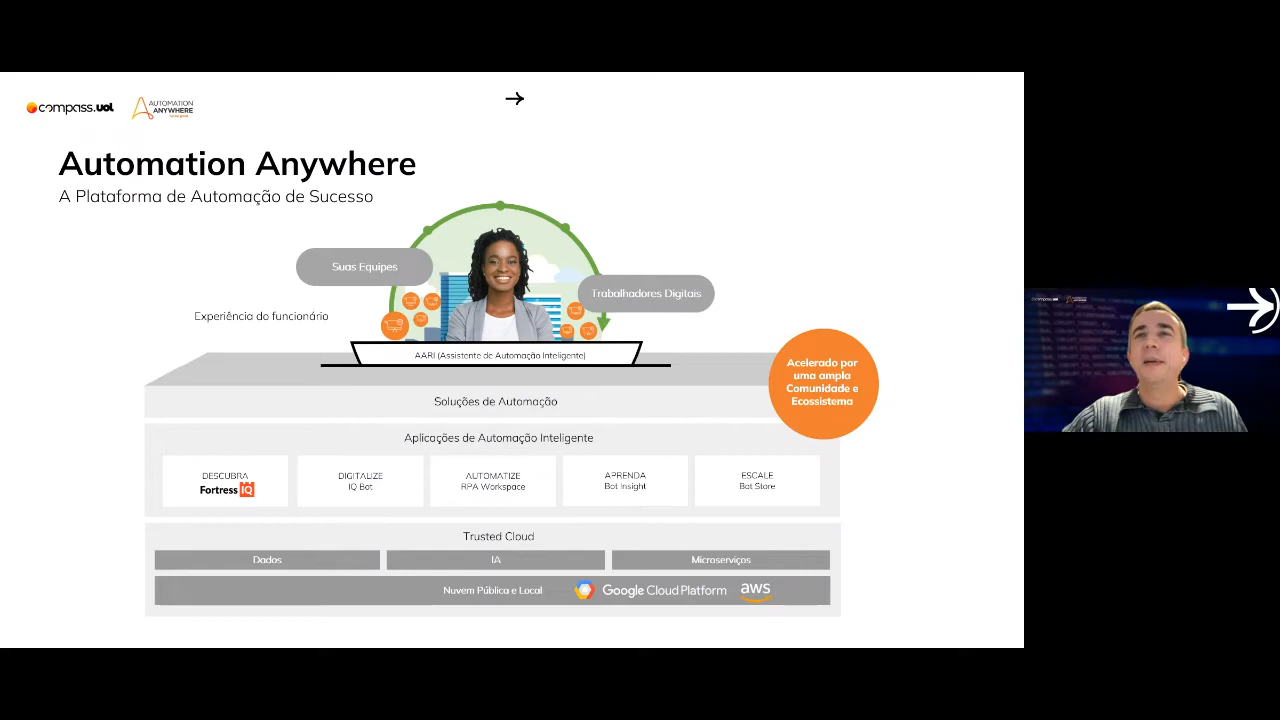 compass.uol
AUTOMATION
ANYWHERE
Automation Anywhere
A Plataforma de Automação de Sucesso
Suas Equipes
Trabalhadores Digitais
Experiência do funcionário
AARI (Assistente de Automação Inteligente)
Acelerado por
uma ampla
Comunidade e
Ecossistema
Soluções de Automação
Aplicações de Automação Inteligente
DESCUBRA
Fortress IQ
DIGITALIZE
IQ Bot
AUTOMATIZE
RPA Workspace
APRENDA
Bot Insight
ESCALE
Bot Store
Trusted Cloud
Dados
IA
Microserviços
Nuvem Pública e Local
Google Cloud Platform
aws